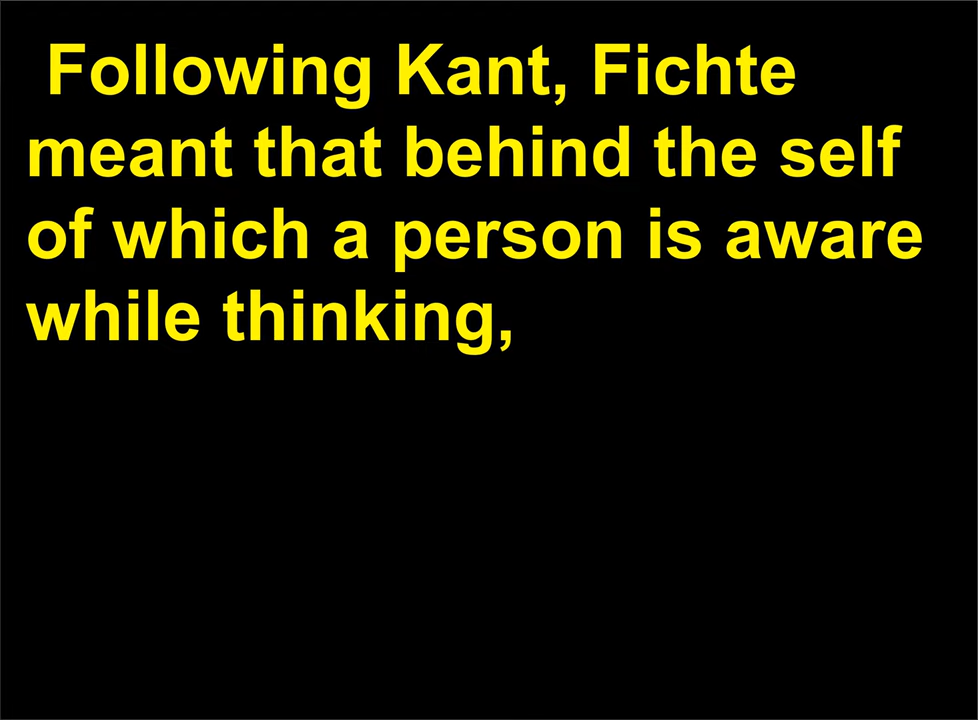 Following Kant, Fichte
meant that behind the self
of which a person is aware
while thinking,